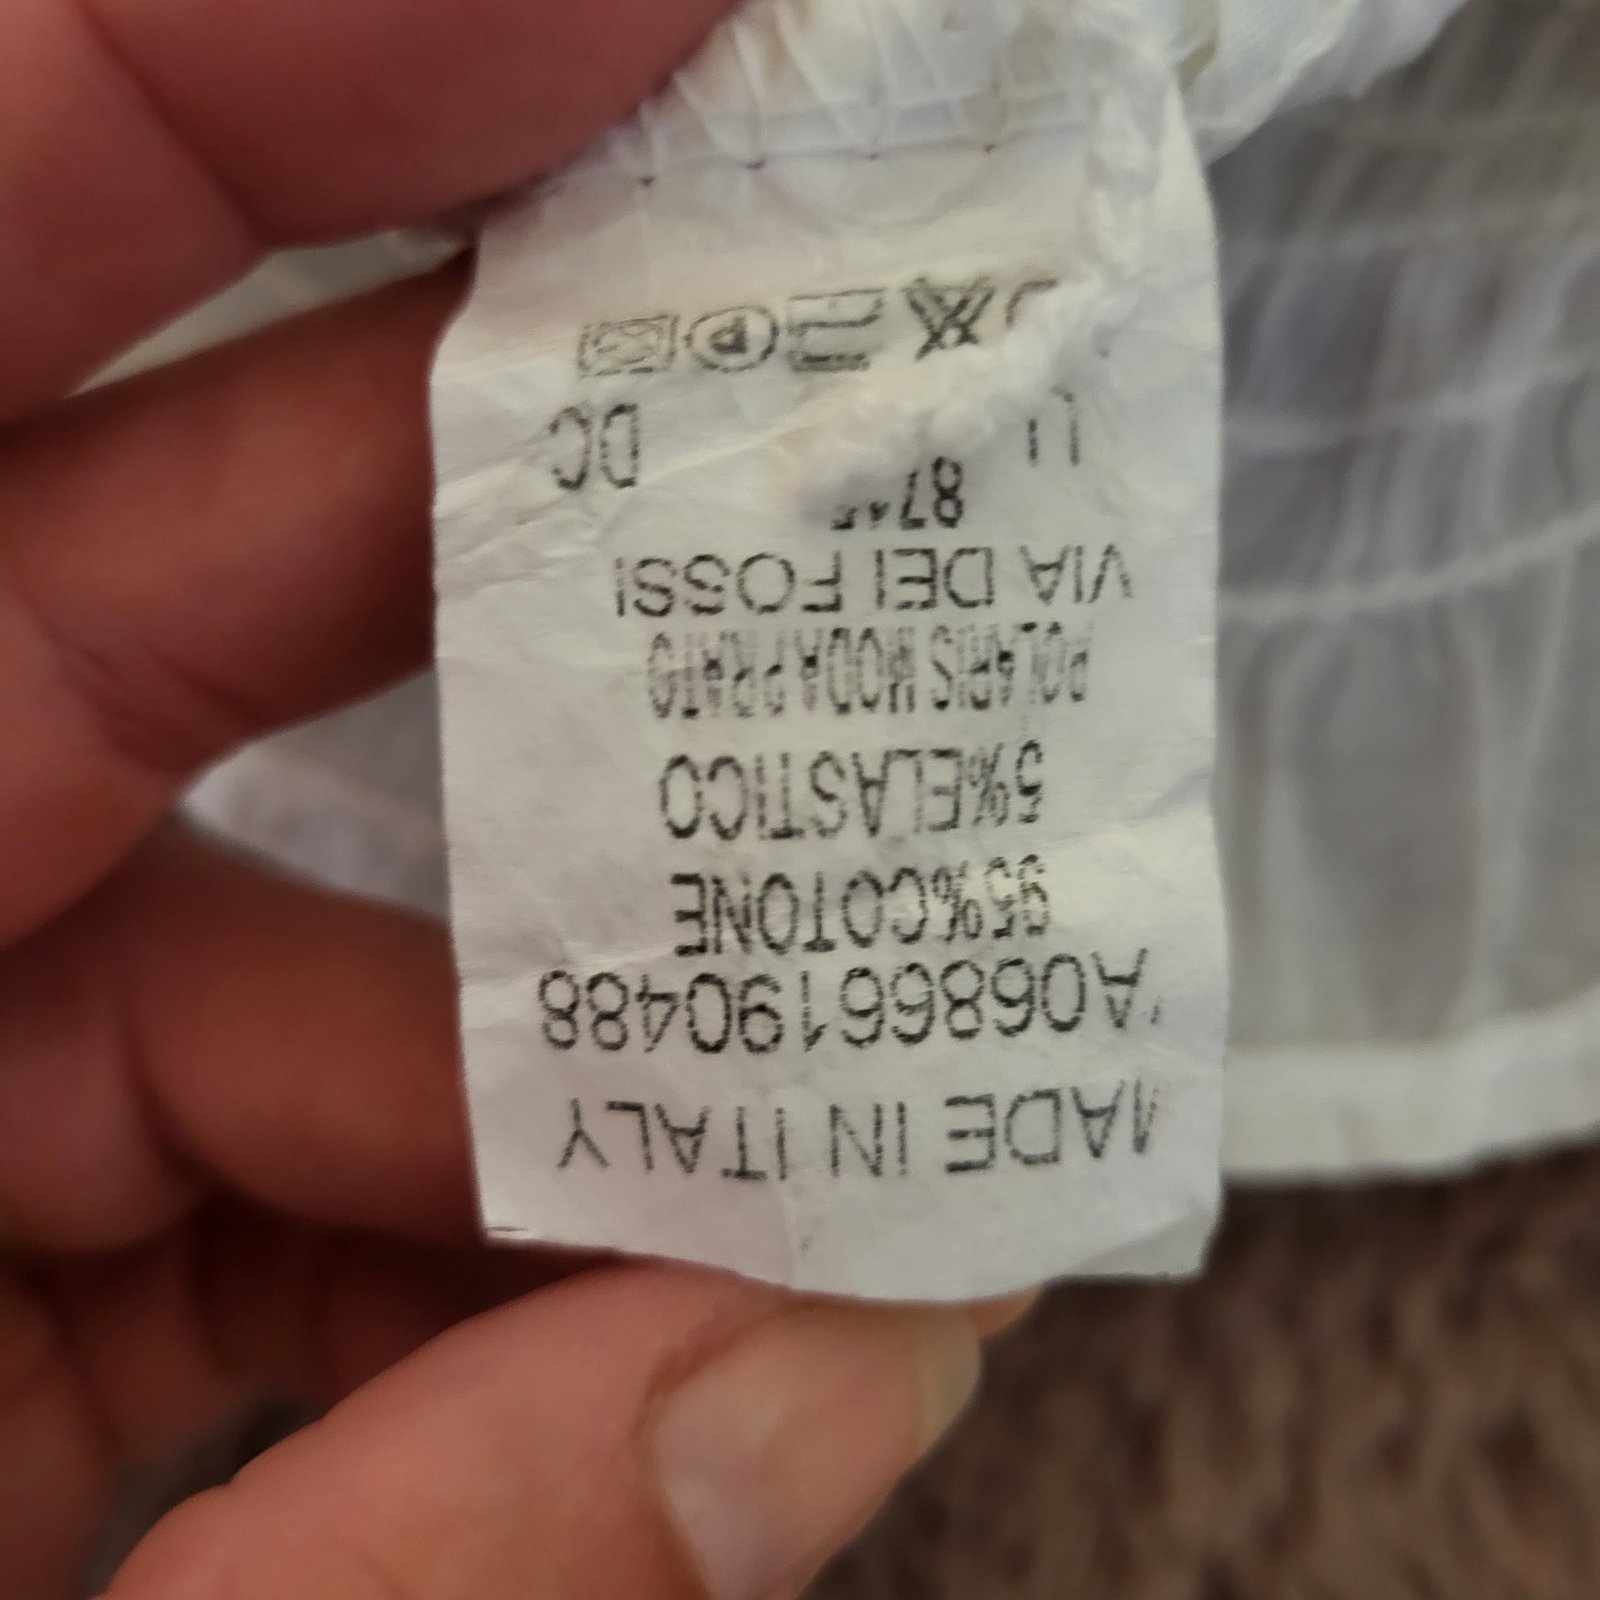 MADE IN ITALY
'A06866190488
95%COTONE
5%ELASTICO
POLARIS MODA PRATO
VIA DEI FOSSI
DC